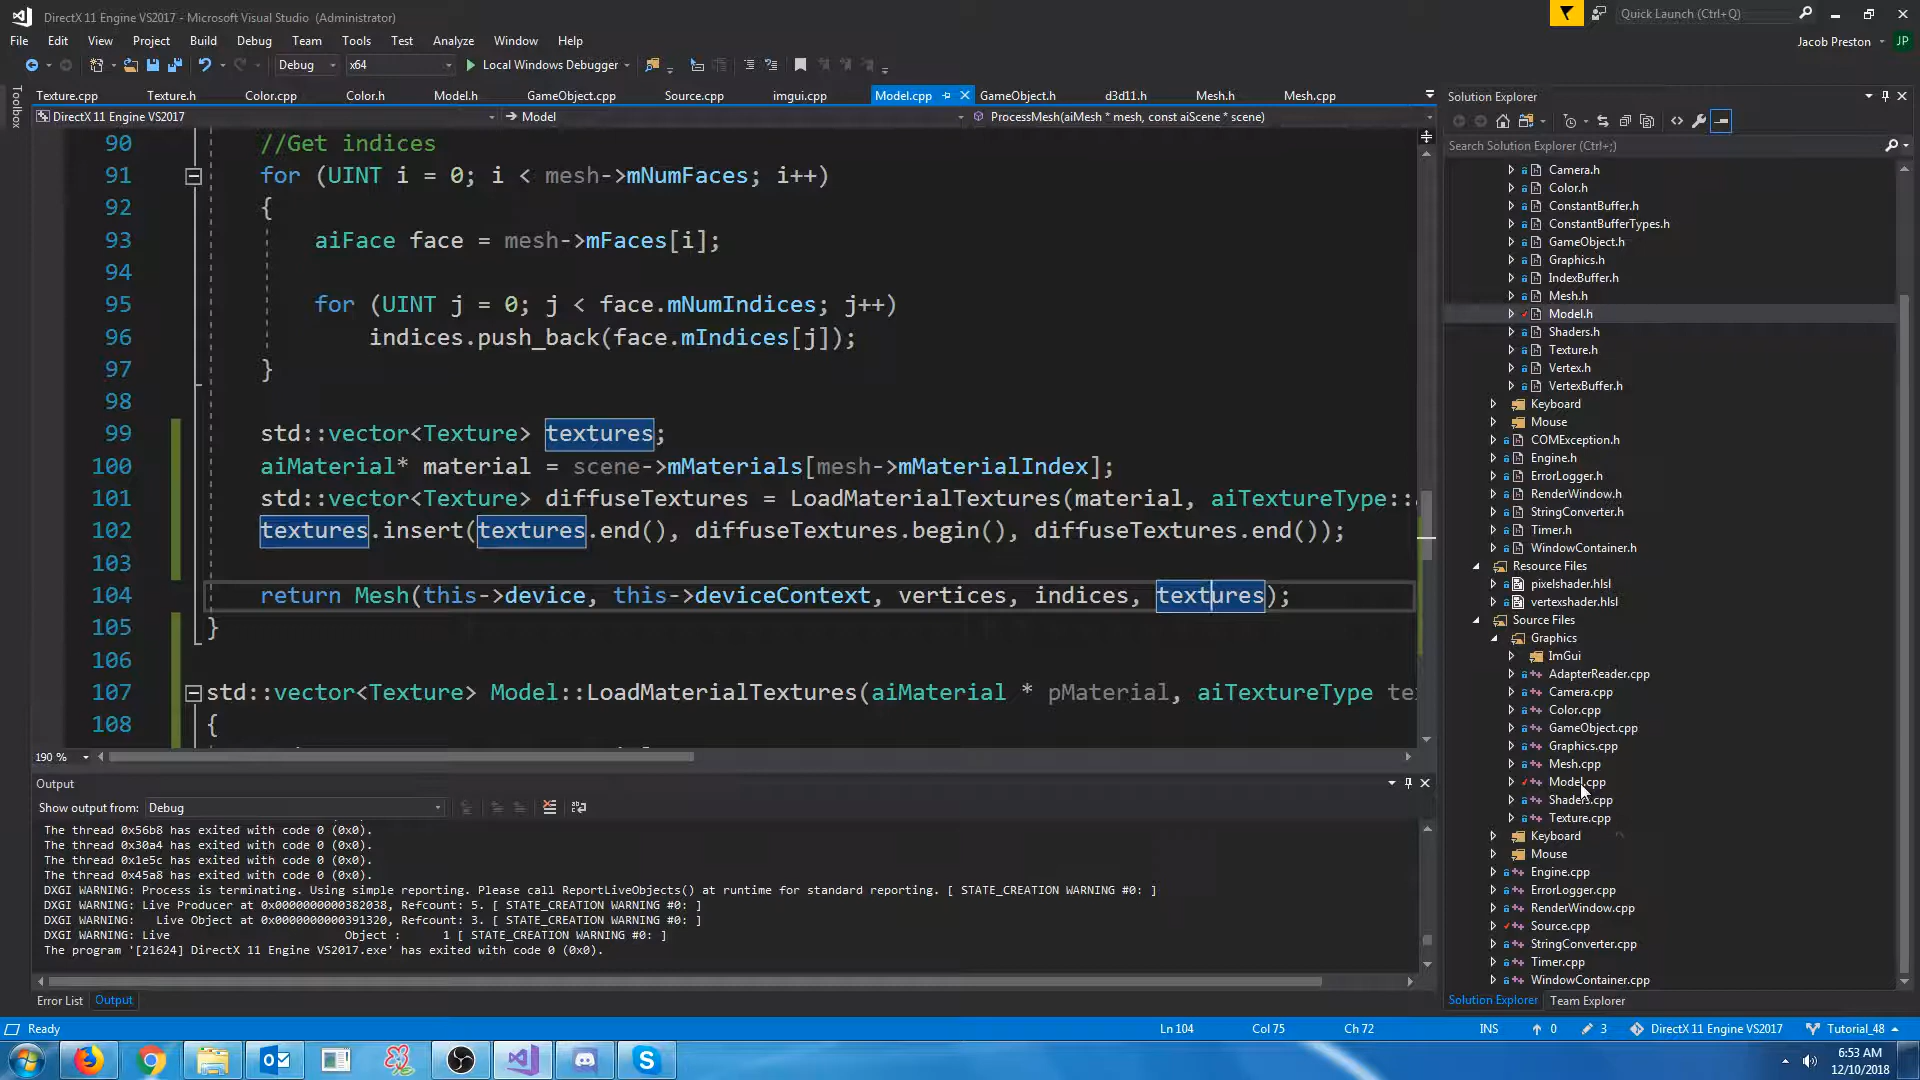 DirectX 11 Engine VS2017 - Microsoft Visual Studio (Administrator)
Quick Launch (Ctrl+Q)
File Edit View Project Build Debug Team Tools Test Analyze Window Help
Jacob Preston JP
Debug x64 Local Windows Debugger
Toolbox
Texture.cpp Texture.h Color.cpp Color.h Model.h GameObject.cpp Source.cpp imgui.cpp Model.cpp GameObject.h d3d11.h Mesh.h Mesh.cpp
DirectX 11 Engine VS2017 Model ProcessMesh(aiMesh * mesh, const aiScene * scene)
90 //Get indices
91 for (UINT i = 0; i < mesh->mNumFaces; i++)
92 {
93 aiFace face = mesh->mFaces[i];
94
95 for (UINT j = 0; j < face.mNumIndices; j++)
96 indices.push_back(face.mIndices[j]);
97 }
98
99 std::vector<Texture> textures;
100 aiMaterial* material = scene->mMaterials[mesh->mMaterialIndex];
101 std::vector<Texture> diffuseTextures = LoadMaterialTextures(material, aiTextureType::
102 textures.insert(textures.end(), diffuseTextures.begin(), diffuseTextures.end());
103
104 return Mesh(this->device, this->deviceContext, vertices, indices, textures);
105 }
106
107 std::vector<Texture> Model::LoadMaterialTextures(aiMaterial * pMaterial, aiTextureType te
108 {
190 %
Output
Show output from: Debug
The thread 0x56b8 has exited with code 0 (0x0).
The thread 0x30a4 has exited with code 0 (0x0).
The thread 0x1e5c has exited with code 0 (0x0).
The thread 0x45a8 has exited with code 0 (0x0).
DXGI WARNING: Process is terminating. Using simple reporting. Please call ReportLiveObjects() at runtime for standard reporting. [ STATE_CREATION WARNING #0: ]
DXGI WARNING: Live Producer at 0x0000000000382038, Refcount: 5. [ STATE_CREATION WARNING #0: ]
DXGI WARNING: Live Object at 0x0000000000391320, Refcount: 3. [ STATE_CREATION WARNING #0: ]
DXGI WARNING: Live Object : 1 [ STATE_CREATION WARNING #0: ]
The program '[21624] DirectX 11 Engine VS2017.exe' has exited with code 0 (0x0).
Error List Output
Solution Explorer
Search Solution Explorer (Ctrl+;)
Camera.h
Color.h
ConstantBuffer.h
ConstantBufferTypes.h
GameObject.h
Graphics.h
IndexBuffer.h
Mesh.h
Model.h
Shaders.h
Texture.h
Vertex.h
VertexBuffer.h
Keyboard
Mouse
COMException.h
Engine.h
ErrorLogger.h
RenderWindow.h
StringConverter.h
Timer.h
WindowContainer.h
Resource Files
pixelshader.hlsl
vertexshader.hlsl
Source Files
Graphics
ImGui
AdapterReader.cpp
Camera.cpp
Color.cpp
GameObject.cpp
Graphics.cpp
Mesh.cpp
Model.cpp
Shaders.cpp
Texture.cpp
Keyboard
Mouse
Engine.cpp
ErrorLogger.cpp
RenderWindow.cpp
Source.cpp
StringConverter.cpp
Timer.cpp
WindowContainer.cpp
Solution Explorer Team Explorer
Ready Ln 104 Col 75 Ch 72 INS 0 3 DirectX 11 Engine VS2017 Tutorial_48
6:53 AM
12/10/2018